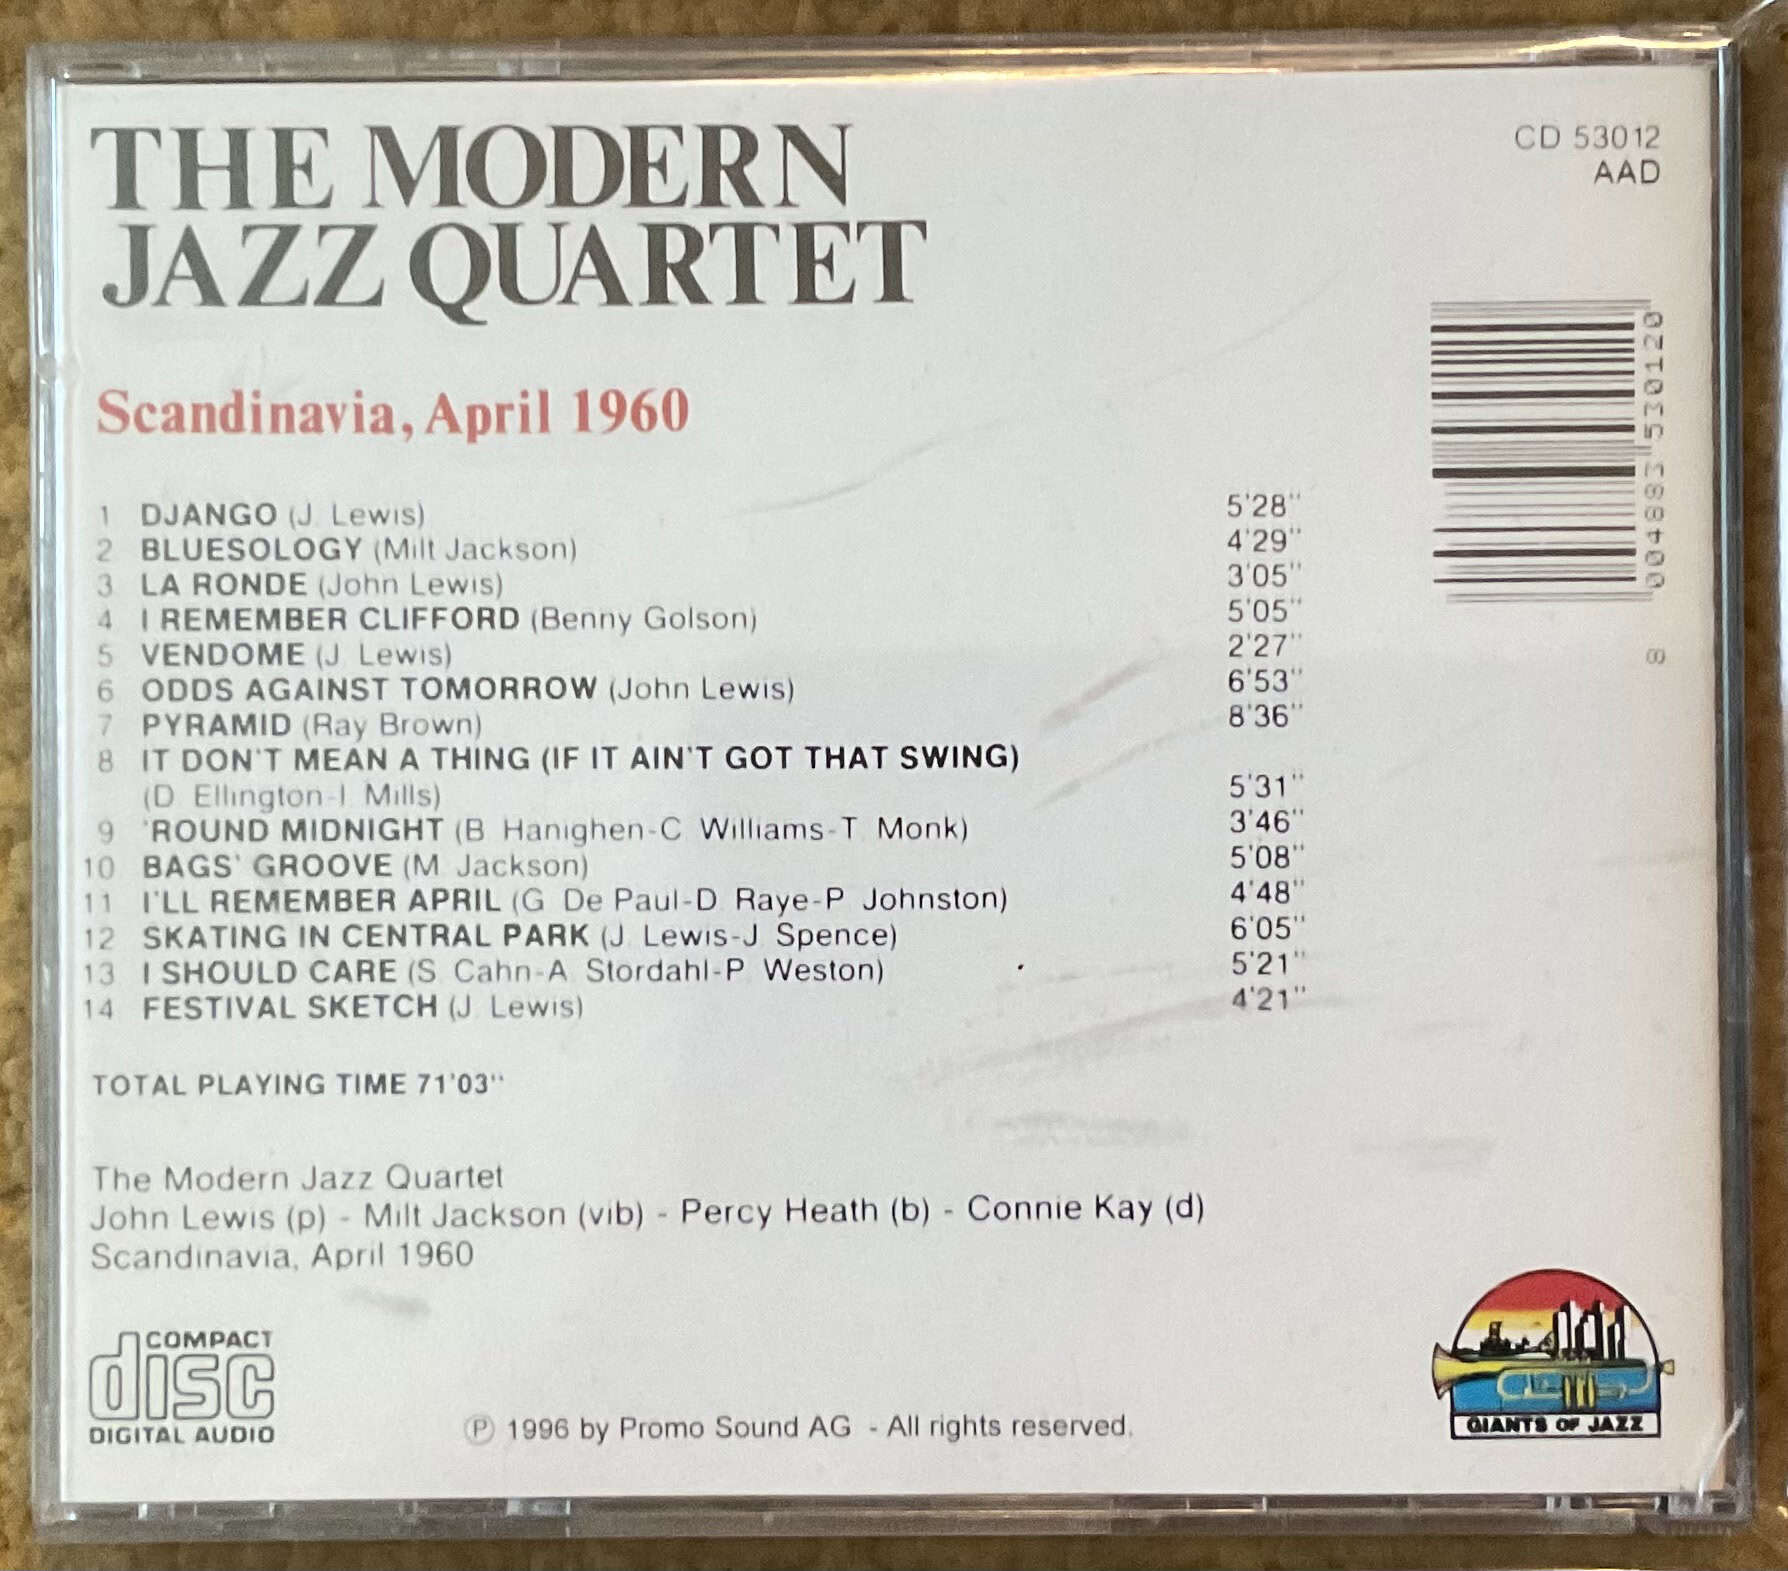 THE MODERN
JAZZ QUARTET
CD 53012
AAD
Scandinavia, April 1960
1 DJANGO (J. Lewis) 5'28"
2 BLUESOLOGY (Milt Jackson) 4'29"
3 LA RONDE (John Lewis) 3'05"
4 I REMEMBER CLIFFORD (Benny Golson) 5'05"
5 VENDOME (J. Lewis) 2'27"
6 ODDS AGAINST TOMORROW (John Lewis) 6'53"
7 PYRAMID (Ray Brown) 8'36"
8 IT DON'T MEAN A THING (IF IT AIN'T GOT THAT SWING)
(D. Ellington-I. Mills) 5'31"
9 'ROUND MIDNIGHT (B. Hanighen-C. Williams-T. Monk) 3'46"
10 BAGS' GROOVE (M. Jackson) 5'08"
11 I'LL REMEMBER APRIL (G. De Paul-D. Raye-P. Johnston) 4'48"
12 SKATING IN CENTRAL PARK (J. Lewis-J. Spence) 6'05"
13 I SHOULD CARE (S. Cahn-A. Stordahl-P. Weston) 5'21"
14 FESTIVAL SKETCH (J. Lewis) 4'21"
8 004883 530120
TOTAL PLAYING TIME 71'03"
The Modern Jazz Quartet
John Lewis (p) - Milt Jackson (vib) - Percy Heath (b) - Connie Kay (d)
Scandinavia, April 1960
COMPACT
disc
DIGITAL AUDIO
Ⓟ 1996 by Promo Sound AG - All rights reserved.
GIANTS OF JAZZ